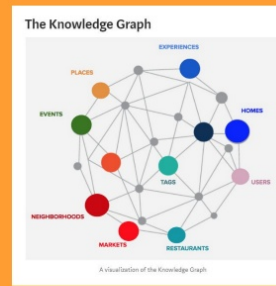 The Knowledge Graph
EXPERIENCES
PLACES
EVENTS
HOMES
TAGS
USERS
NEIGHBORHOODS
MARKETS
RESTAURANTS
A visualization of the Knowledge Graph